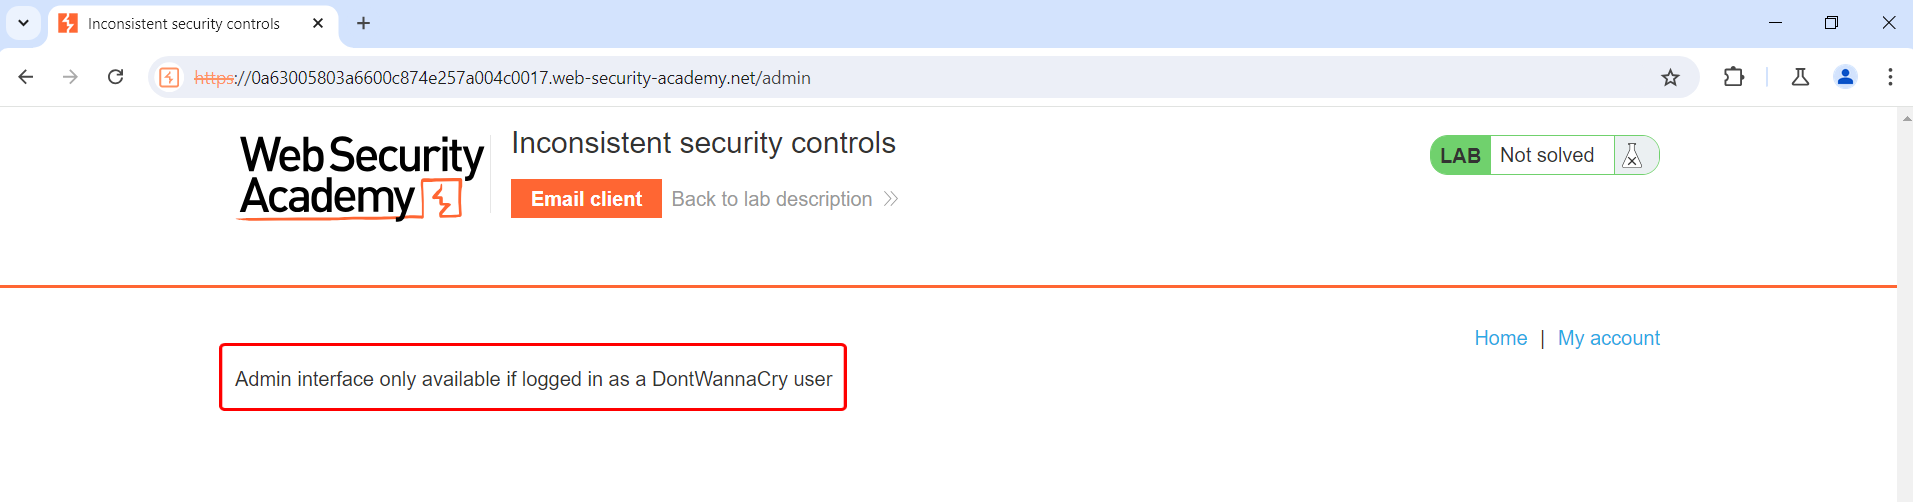 Inconsistent security controls
https://0a63005803a6600c874e257a004c0017.web-security-academy.net/admin
Web Security
Academy
Inconsistent security controls
Email client Back to lab description
LAB Not solved
Home | My account
Admin interface only available if logged in as a DontWannaCry user